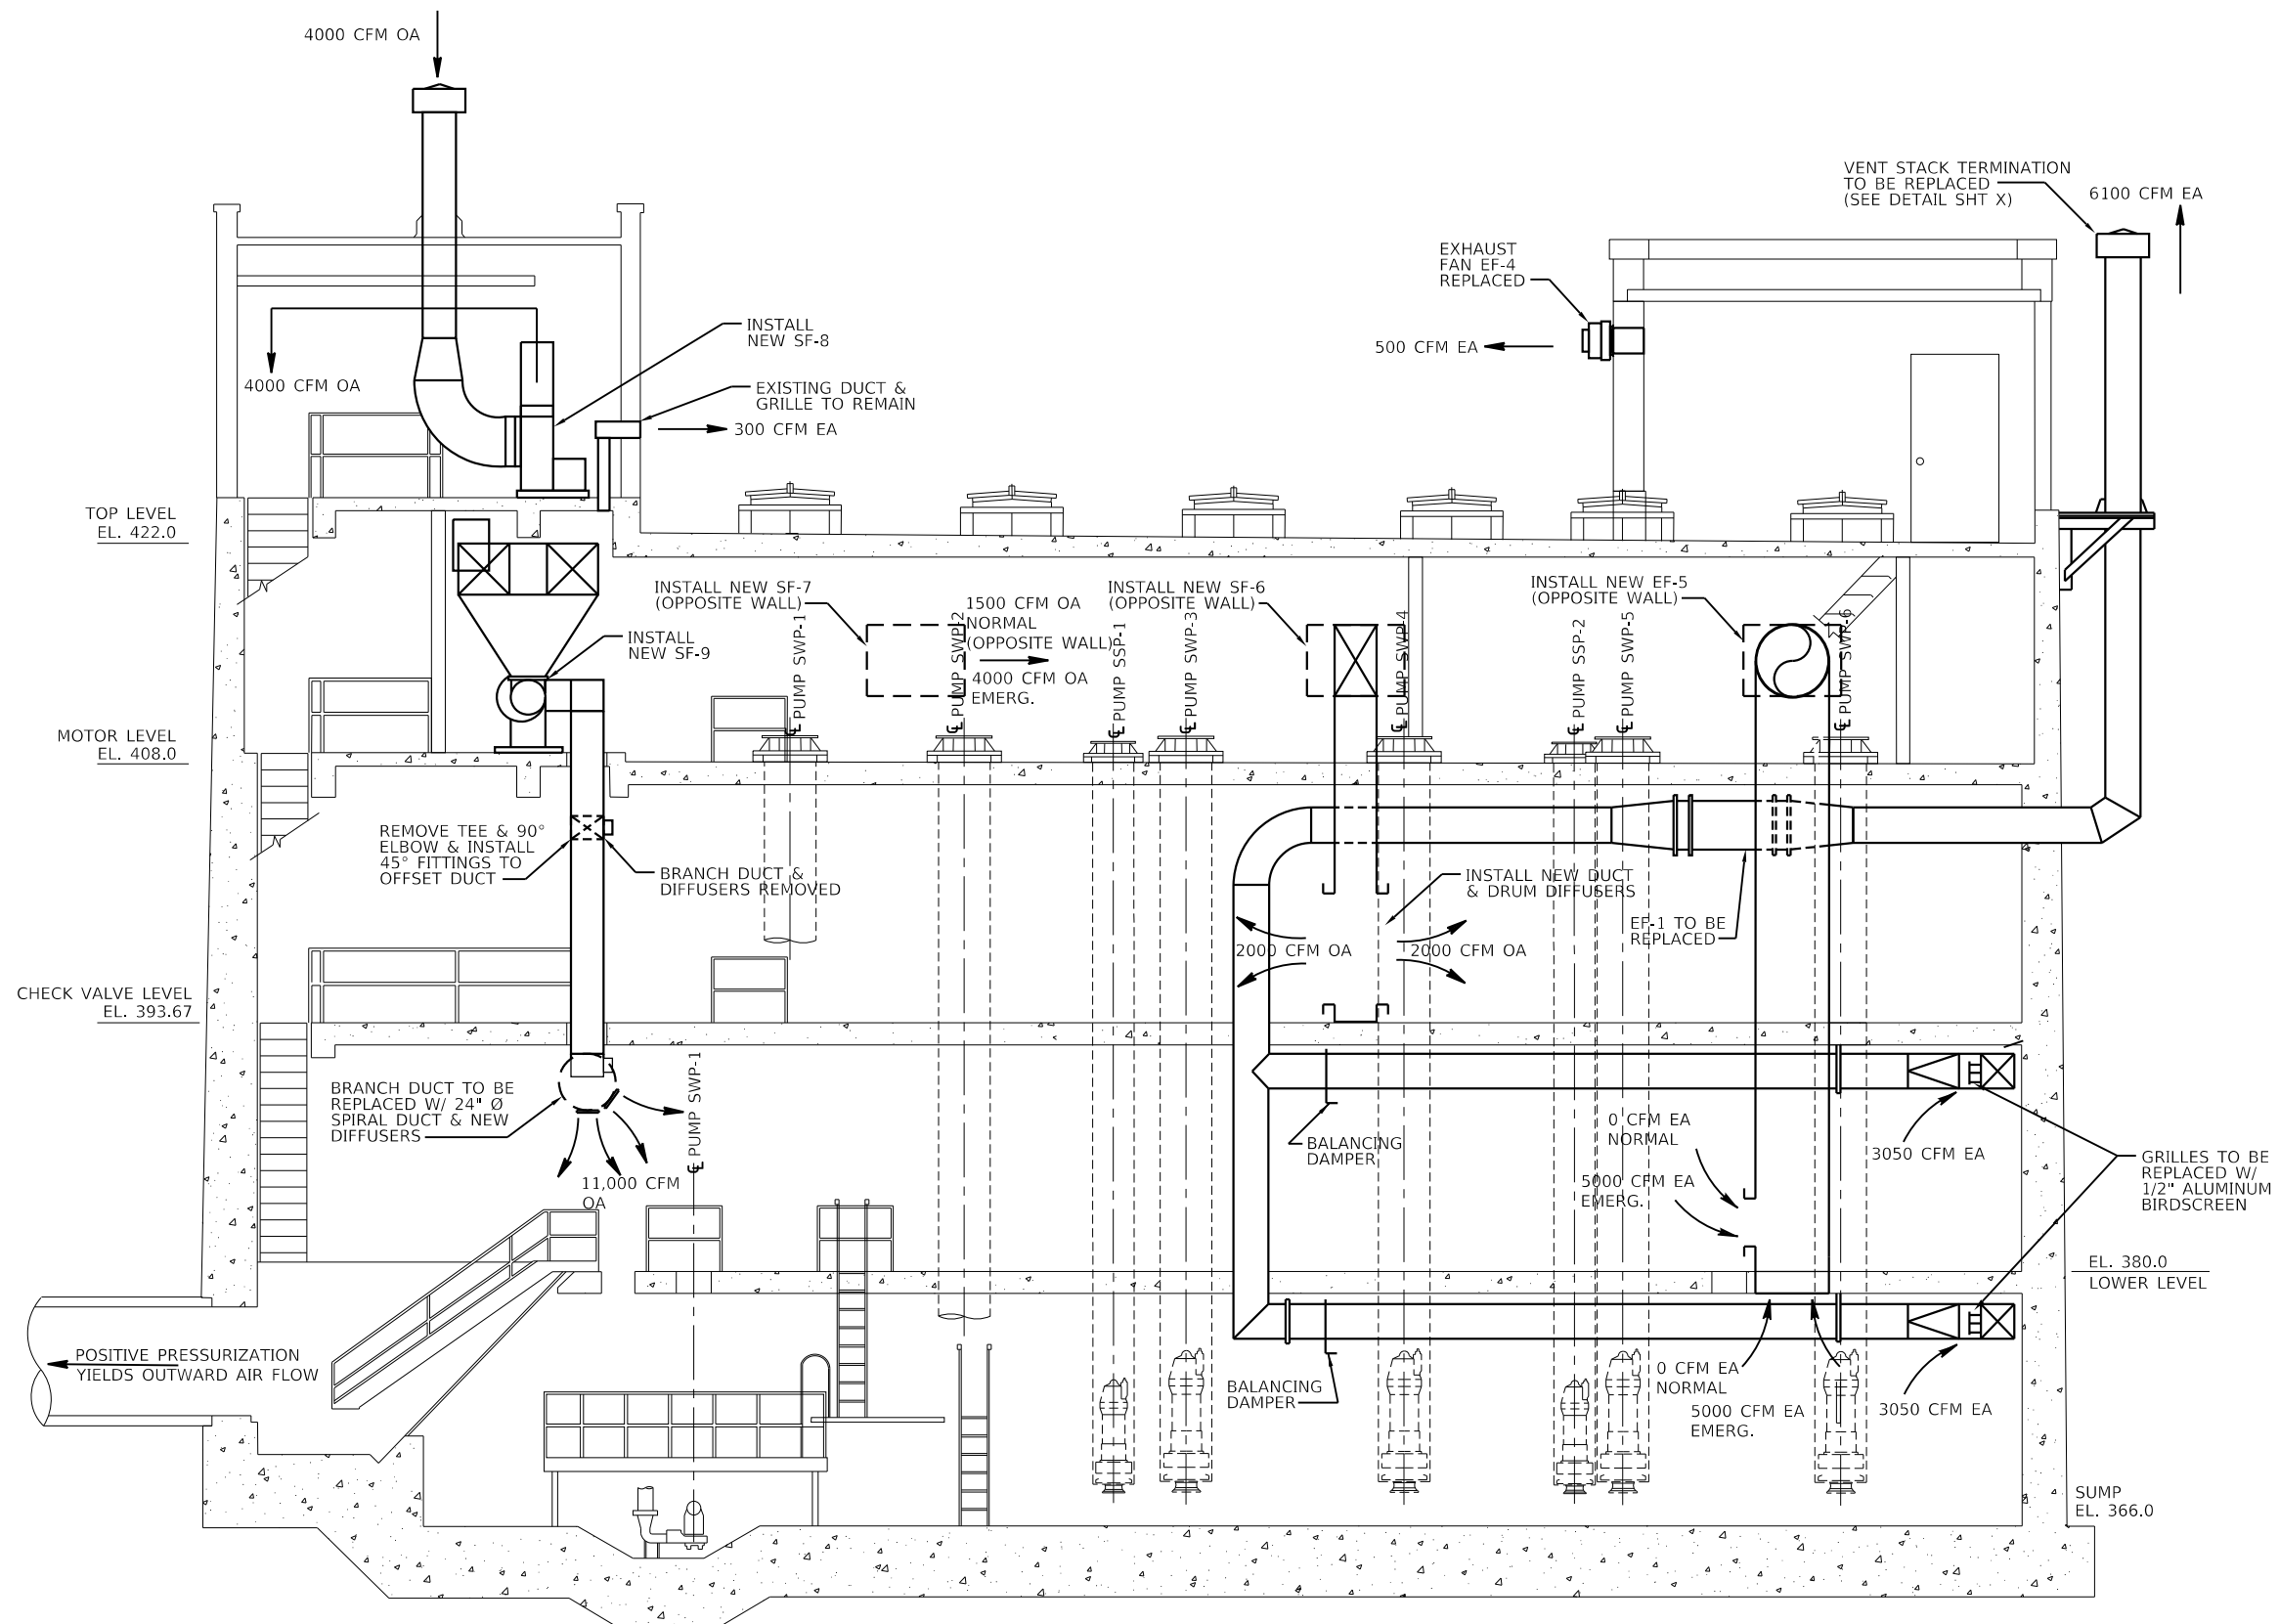 4000 CFM OA
VENT STACK TERMINATION
TO BE REPLACED
(SEE DETAIL SHT X)
6100 CFM EA
EXHAUST
FAN EF-4
REPLACED
500 CFM EA
INSTALL
NEW SF-8
4000 CFM OA
EXISTING DUCT &
GRILLE TO REMAIN
300 CFM EA
TOP LEVEL
EL. 422.0
INSTALL NEW SF-7
(OPPOSITE WALL)
1500 CFM OA
NORMAL
(OPPOSITE WALL)
4000 CFM OA
EMERG.
INSTALL NEW SF-6
(OPPOSITE WALL)
INSTALL NEW EF-5
(OPPOSITE WALL)
INSTALL
NEW SF-9
PUMP SWP-1
PUMP SWP-2
PUMP SSP-1
PUMP SWP-3
PUMP SWP-4
PUMP SSP-2
PUMP SWP-5
PUMP SWP-6
MOTOR LEVEL
EL. 408.0
REMOVE TEE & 90°
ELBOW & INSTALL
45° FITTINGS TO
OFFSET DUCT
BRANCH DUCT &
DIFFUSERS REMOVED
INSTALL NEW DUCT
& DRUM DIFFUSERS
EF-1 TO BE
REPLACED
2000 CFM OA
2000 CFM OA
CHECK VALVE LEVEL
EL. 393.67
BRANCH DUCT TO BE
REPLACED W/ 24" Ø
SPIRAL DUCT & NEW
DIFFUSERS
PUMP SWP-1
11,000 CFM
OA
BALANCING
DAMPER
0 CFM EA
NORMAL
5000 CFM EA
EMERG.
3050 CFM EA
GRILLES TO BE
REPLACED W/
1/2" ALUMINUM
BIRDSCREEN
EL. 380.0
LOWER LEVEL
POSITIVE PRESSURIZATION
YIELDS OUTWARD AIR FLOW
BALANCING
DAMPER
0 CFM EA
NORMAL
5000 CFM EA
EMERG.
3050 CFM EA
SUMP
EL. 366.0